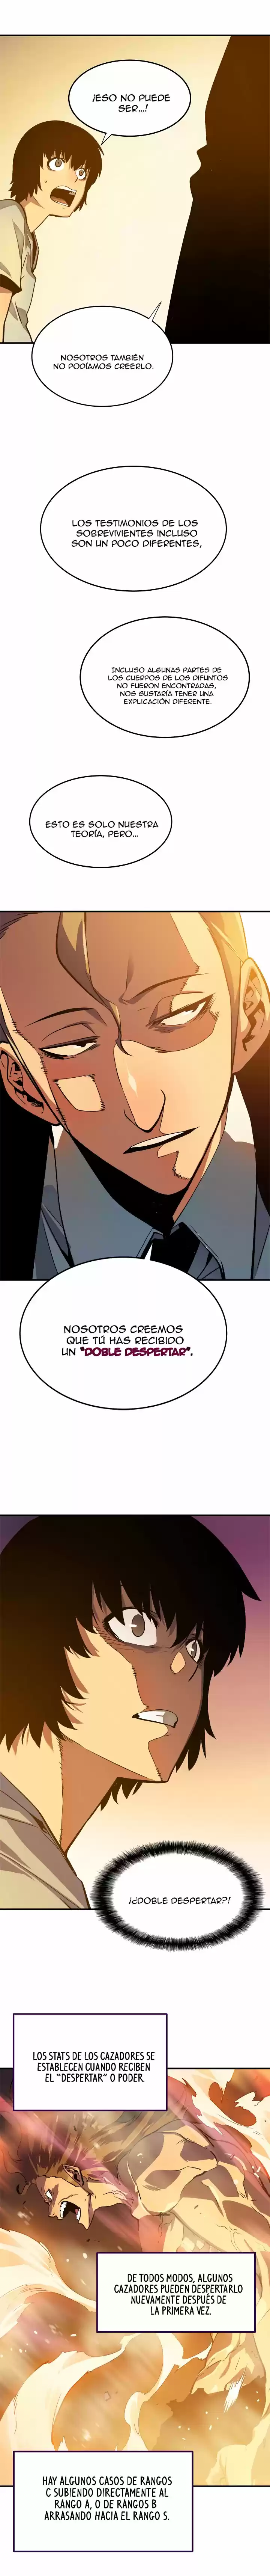 ¡ESO NO PUEDE
SER...!
NOSOTROS TAMBIÉN
NO PODÍAMOS CREERLO.
LOS TESTIMONIOS DE LOS
SOBREVIVIENTES INCLUSO
SON UN POCO DIFERENTES,
INCLUSO ALGUNAS PARTES DE
LOS CUERPOS DE LOS DIFUNTOS
NO FUERON ENCONTRADAS,
NOS GUSTARÍA TENER UNA
EXPLICACIÓN DIFERENTE.
ESTO ES SOLO NUESTRA
TEORÍA, PERO...
NOSOTROS CREEMOS
QUE TÚ HAS RECIBIDO
UN "DOBLE DESPERTAR".
¡¿DOBLE DESPERTAR?!
LOS STATS DE LOS CAZADORES SE
ESTABLECEN CUANDO RECIBEN
EL "DESPERTAR" O PODER.
DE TODOS MODOS, ALGUNOS
CAZADORES PUEDEN DESPERTARLO
NUEVAMENTE DESPUÉS DE
LA PRIMERA VEZ.
HAY ALGUNOS CASOS DE RANGOS
C SUBIENDO DIRECTAMENTE AL
RANGO A, O DE RANGOS B
ARRASANDO HACIA EL RANGO S.